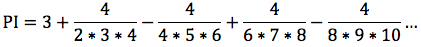 PI = 3 + 4/(2 * 3 * 4) − 4/(4 * 5 * 6) + 4/(6 * 7 * 8) − 4/(8 * 9 * 10) ...